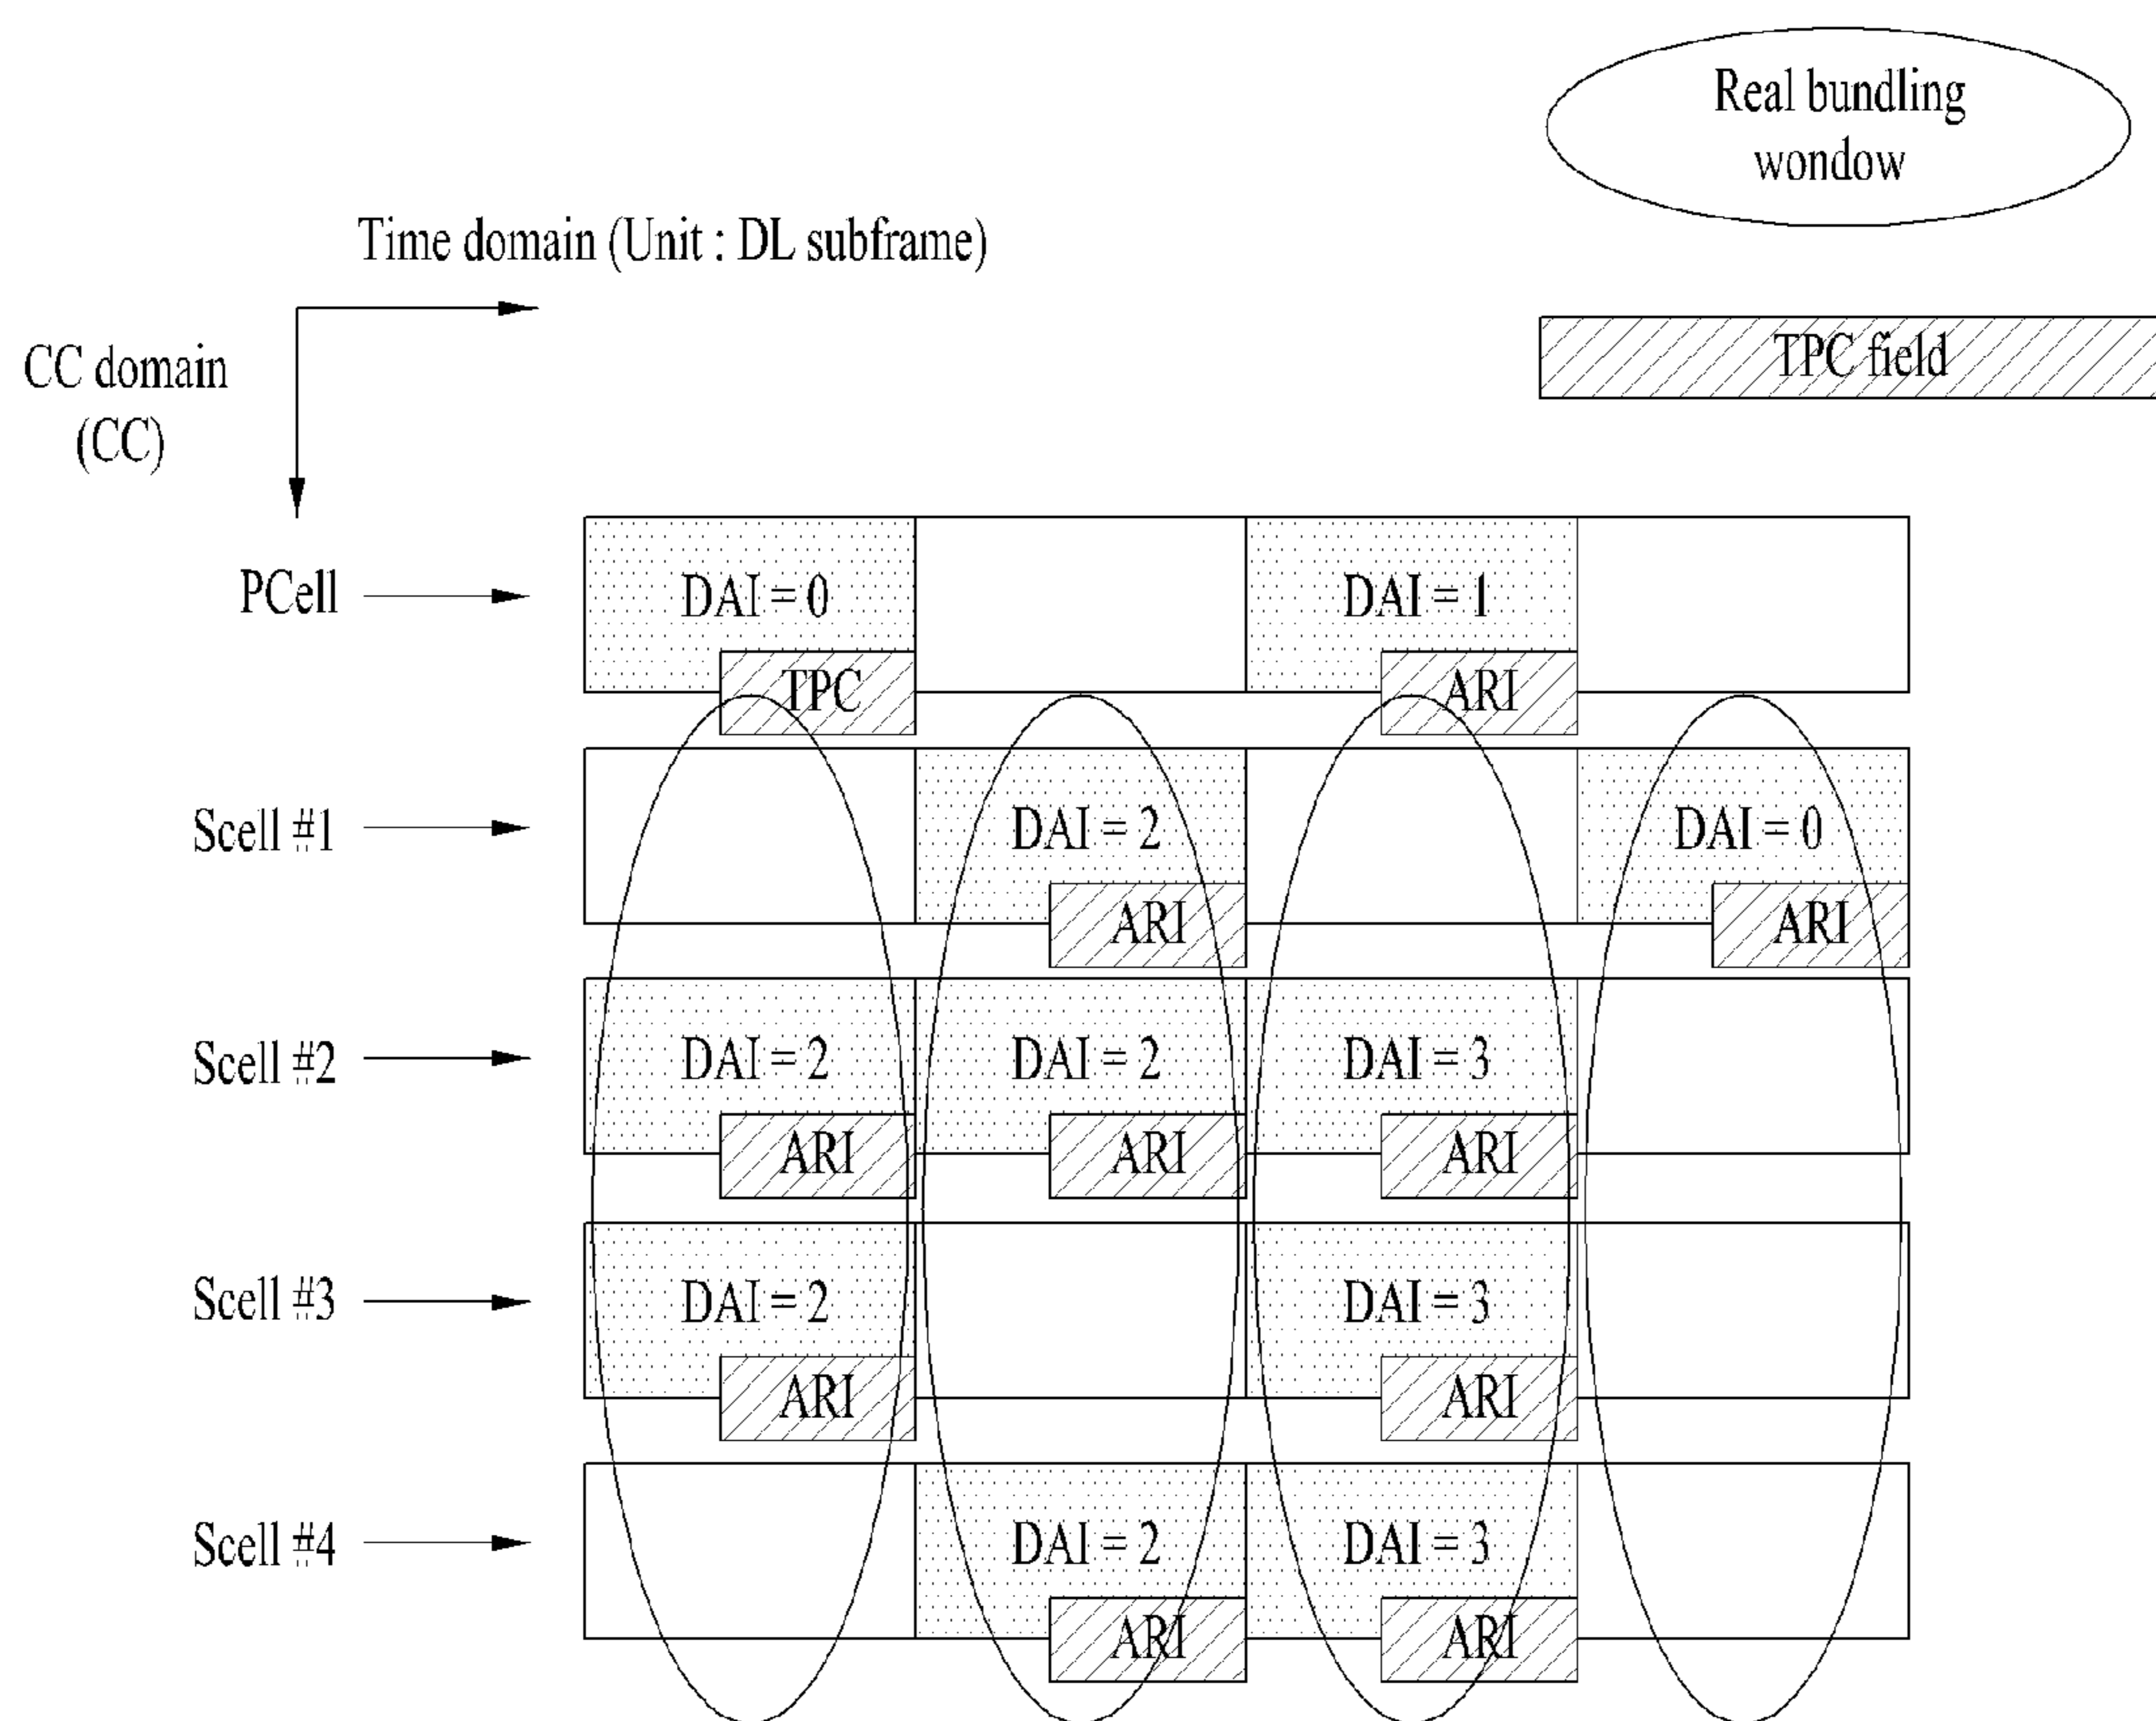 Real bundling
wondow
Time domain (Unit : DL subframe)
TPC field
CC domain
(CC)
PCell
DAI = 0
DAI = 1
TPC
ARI
Scell #1
DAI = 2
DAI = 0
ARI
ARI
Scell #2
DAI = 2
DAI = 2
DAI = 3
ARI
ARI
ARI
Scell #3
DAI = 2
DAI = 3
ARI
ARI
Scell #4
DAI = 2
DAI = 3
ARI
ARI